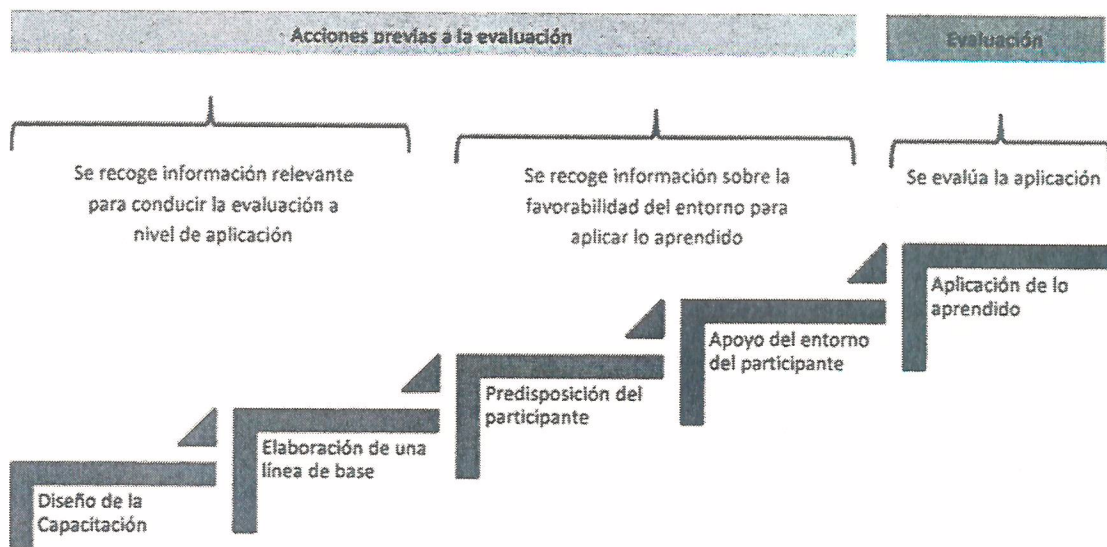 Acciones previas a la evaluación
Evaluación
Se recoge información relevante
para conducir la evaluación a
nivel de aplicación
Se recoge información sobre la
favorabilidad del entorno para
aplicar lo aprendido
Se evalúa la aplicación
Aplicación de lo
aprendido
Apoyo del entorno
del participante
Predisposición del
participante
Elaboración de una
línea de base
Diseño de la
Capacitación